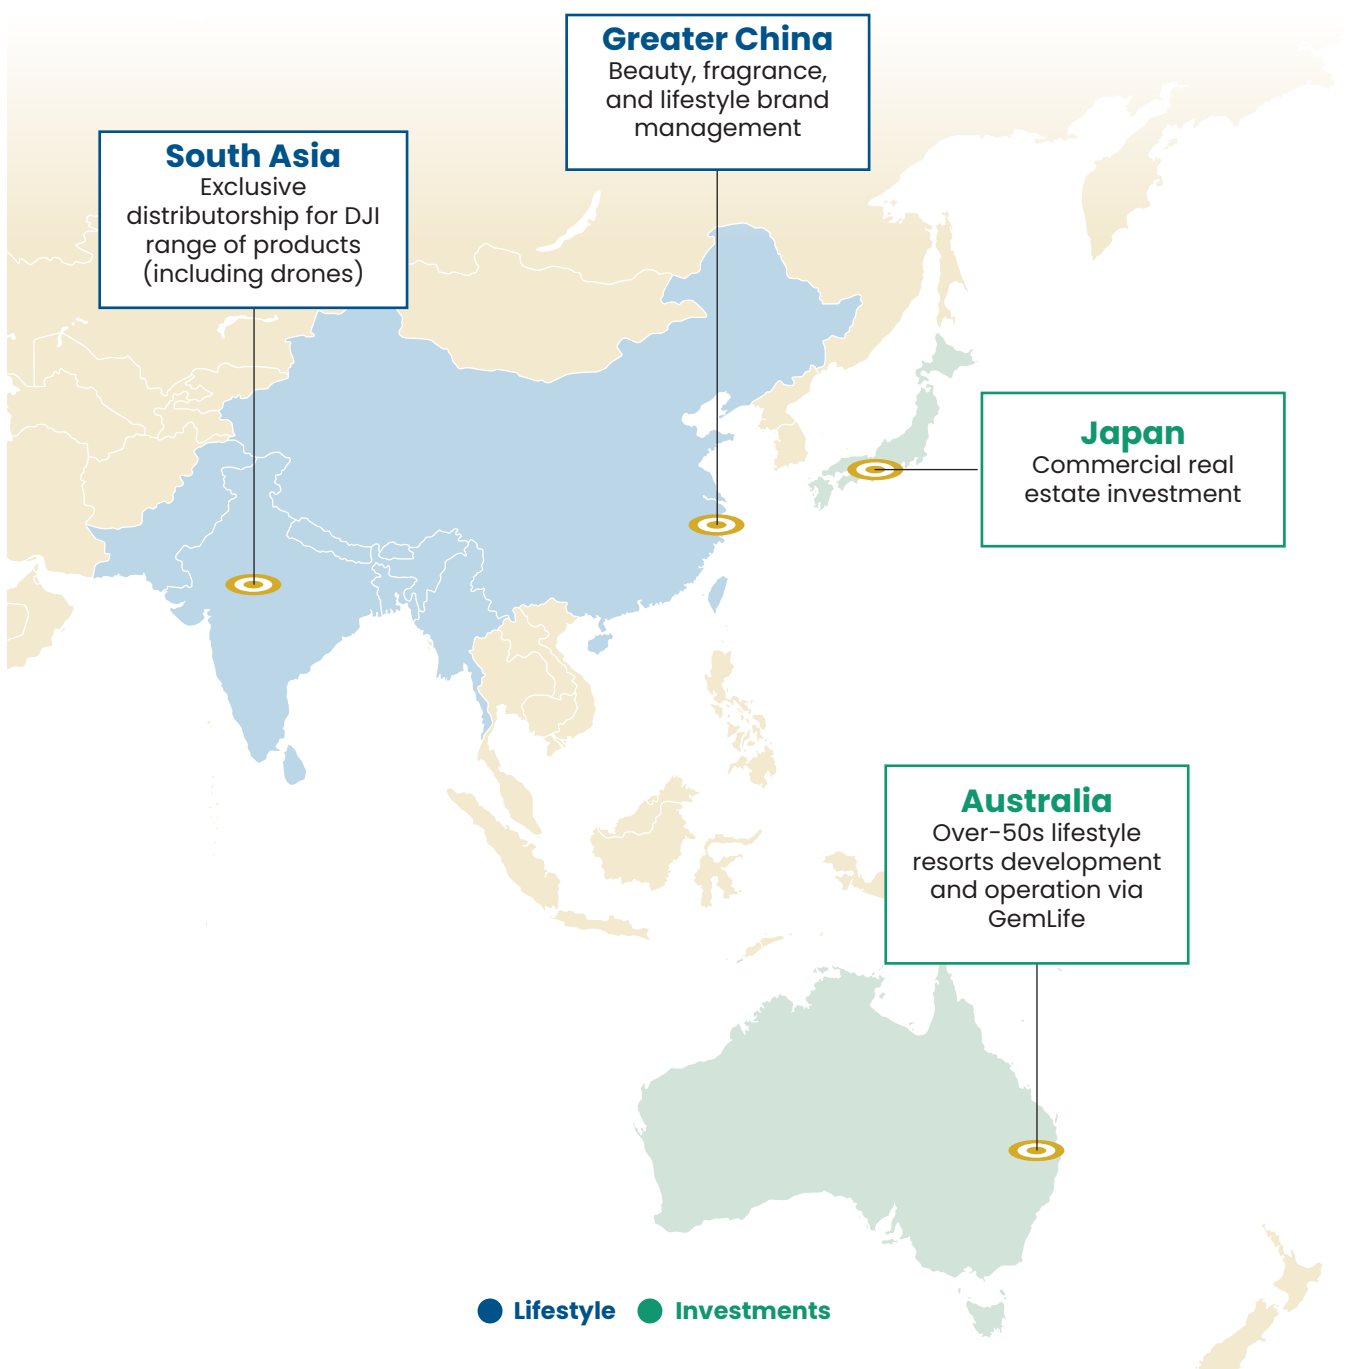 Greater China
Beauty, fragrance,
and lifestyle brand
management
South Asia
Exclusive
distributorship for DJI
range of products
(including drones)
Japan
Commercial real
estate investment
Australia
Over-50s lifestyle
resorts development
and operation via
GemLife
Lifestyle
Investments